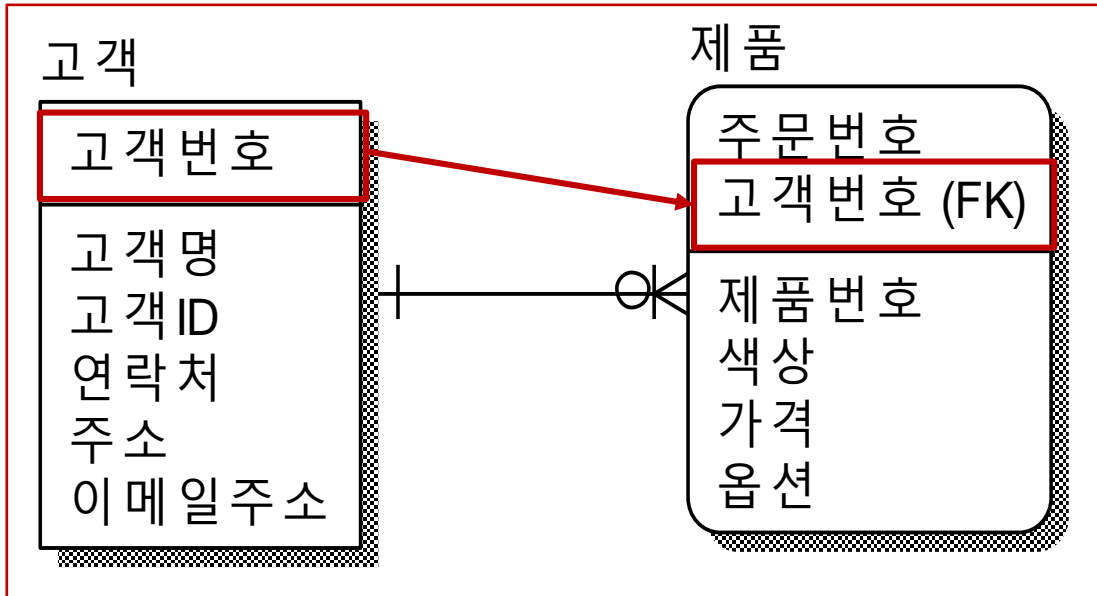 고객
고객번호
고객명
고객ID
연락처
주소
이메일주소
제품
주문번호
고객번호 (FK)
제품번호
색상
가격
옵션